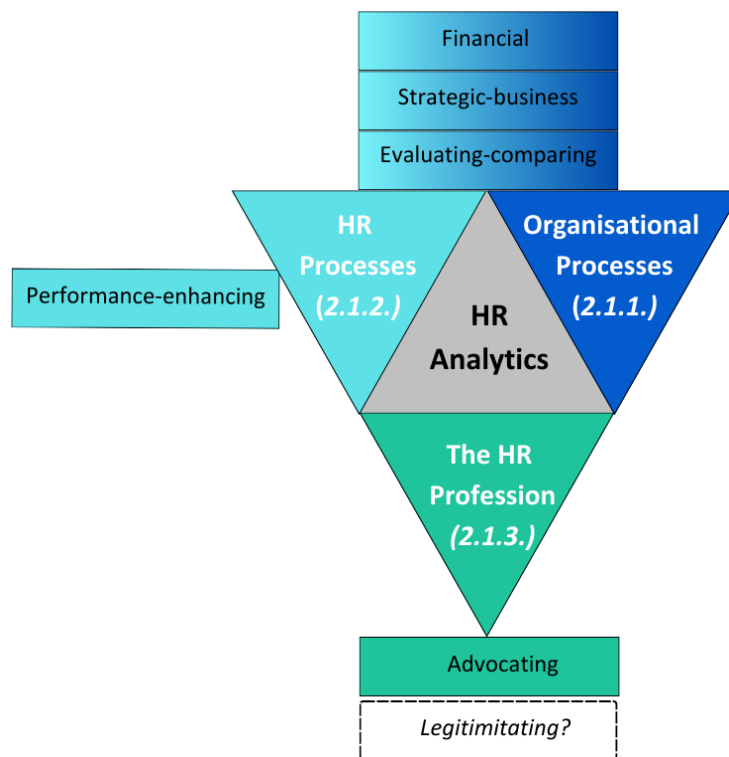 Financial
Strategic-business
Evaluating-comparing
HR
Processes
(2.1.2.)
Organisational
Processes
(2.1.1.)
Performance-enhancing
HR
Analytics
The HR
Profession
(2.1.3.)
Advocating
Legitimitating?